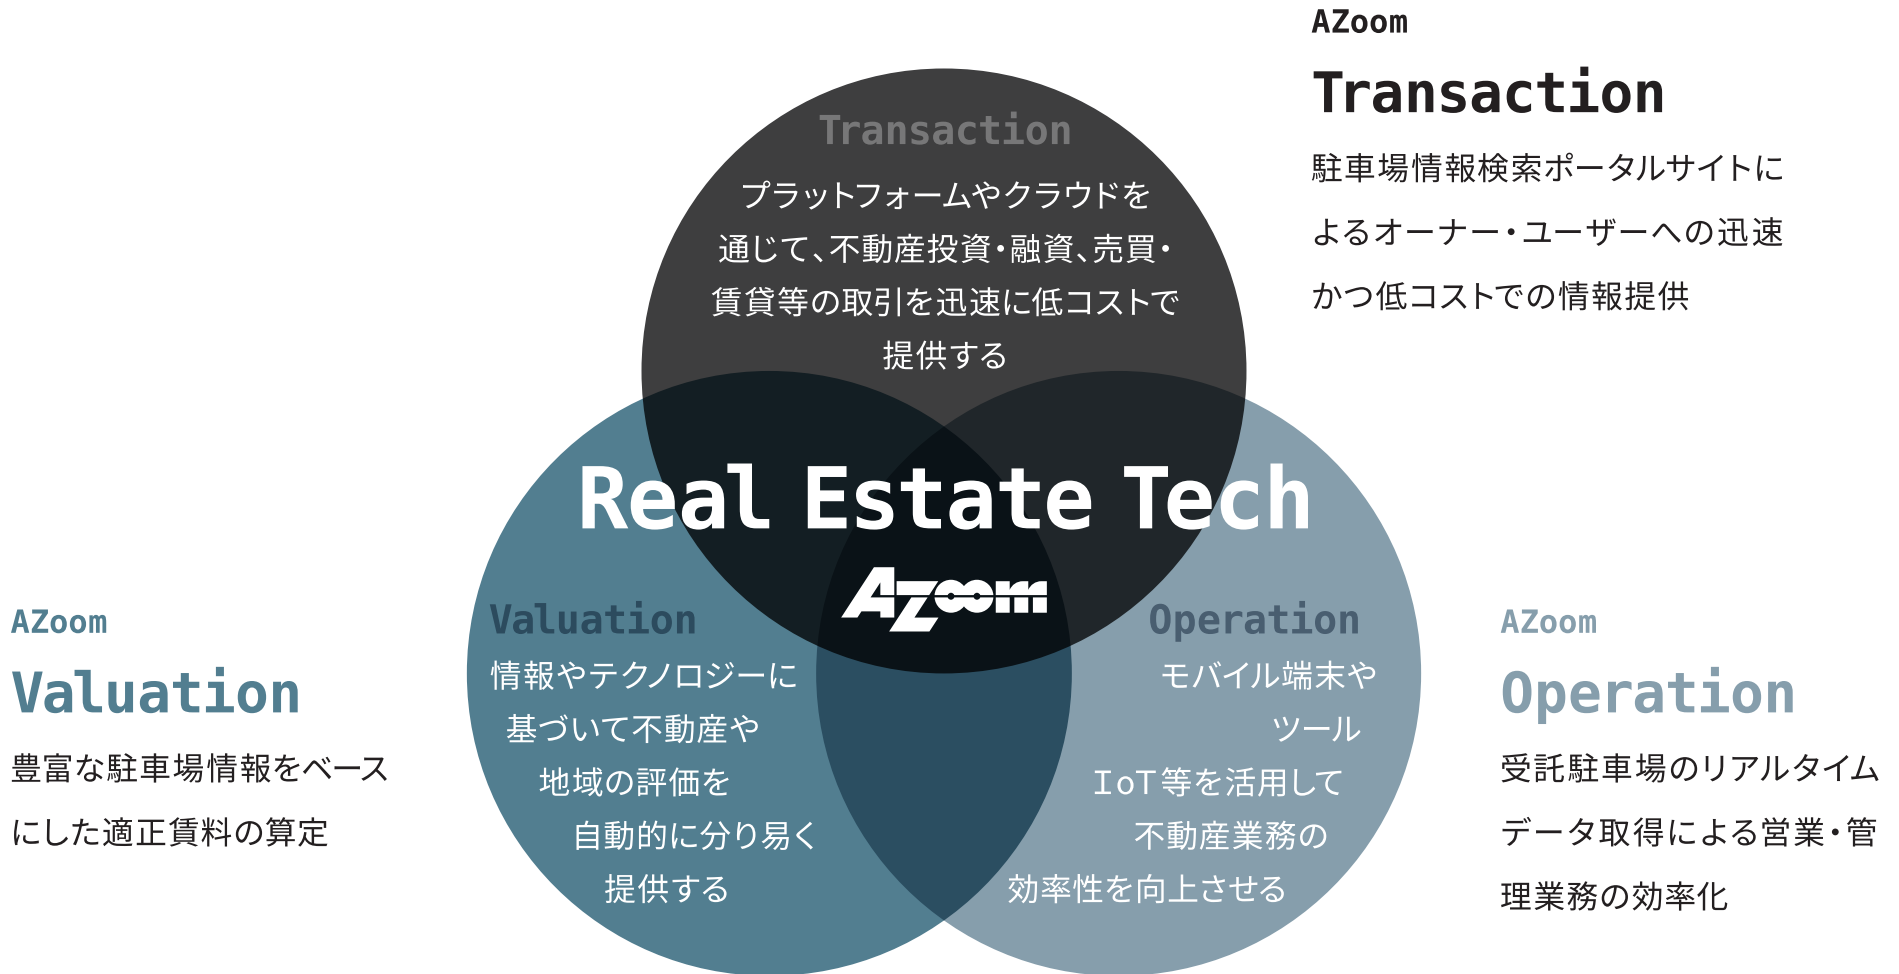 AZoom
Transaction
駐車場情報検索ポータルサイトに
よるオーナー・ユーザーへの迅速
かつ低コストでの情報提供
Transaction
プラットフォームやクラウドを
通じて、不動産投資・融資、売買・
賃貸等の取引を迅速に低コストで
提供する
Real Estate Tech
AZoom
Valuation
情報やテクノロジーに
基づいて不動産や
地域の評価を
自動的に分り易く
提供する
Operation
モバイル端末や
ツール
IoT等を活用して
不動産業務の
効率性を向上させる
AZoom
Valuation
豊富な駐車場情報をベース
にした適正賃料の算定
AZoom
Operation
受託駐車場のリアルタイム
データ取得による営業・管
理業務の効率化